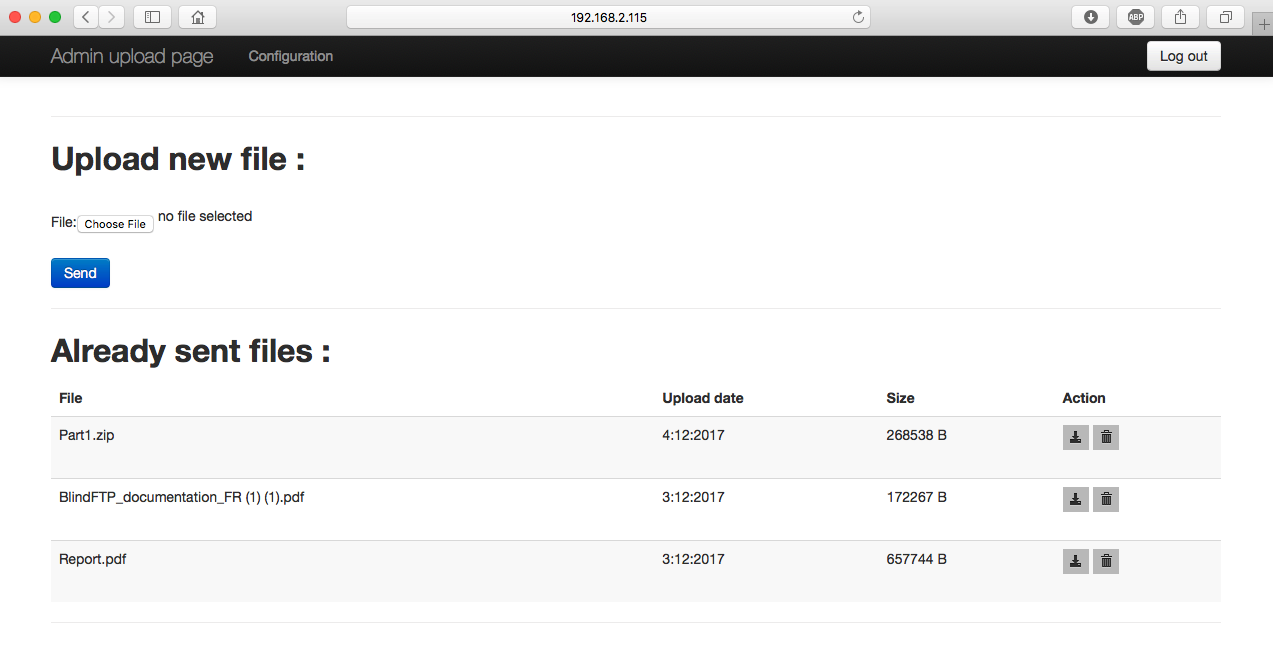 192.168.2.115
ABP
Admin upload page Configuration Log out
Upload new file :
File: Choose File no file selected
Send
Already sent files :
File Upload date Size Action
Part1.zip 4:12:2017 268538 B
BlindFTP_documentation_FR (1) (1).pdf 3:12:2017 172267 B
Report.pdf 3:12:2017 657744 B